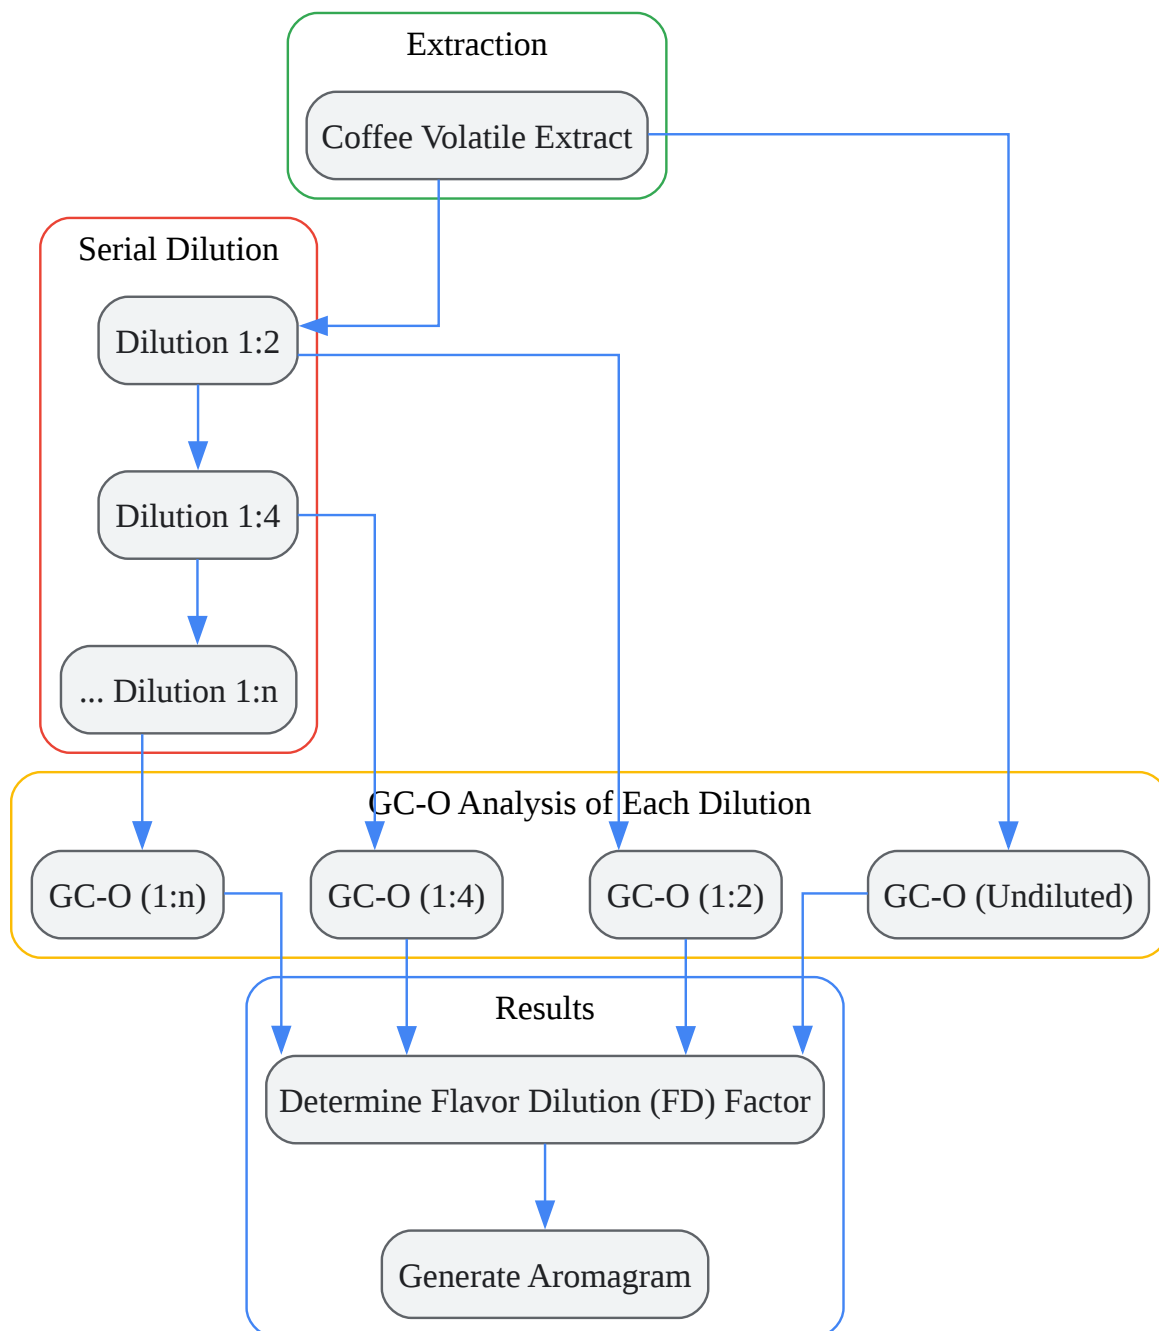 Extraction
Coffee Volatile Extract
Serial Dilution
Dilution 1:2
Dilution 1:4
... Dilution 1:n
GC-O Analysis of Each Dilution
GC-O (1:n)
GC-O (1:4)
GC-O (1:2)
GC-O (Undiluted)
Results
Determine Flavor Dilution (FD) Factor
Generate Aromagram